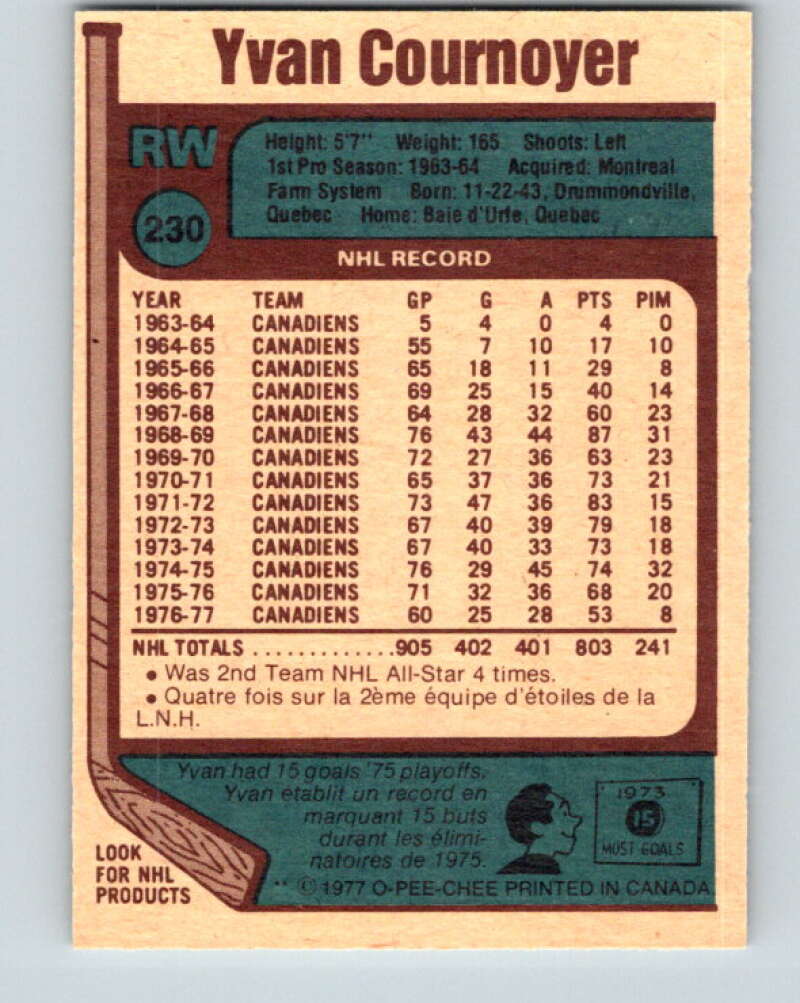 Yvan Cournoyer
RW
230
Height: 5'7" Weight: 165 Shoots: Left
1st Pro Season: 1963-64 Acquired: Montreal
Farm System Born: 11-22-43, Drummondville,
Quebec Home: Baie d'Urfe, Quebec
NHL RECORD
YEAR TEAM GP G A PTS PIM
1963-64 CANADIENS 5 4 0 4 0
1964-65 CANADIENS 55 7 10 17 10
1965-66 CANADIENS 65 18 11 29 8
1966-67 CANADIENS 69 25 15 40 14
1967-68 CANADIENS 64 28 32 60 23
1968-69 CANADIENS 76 43 44 87 31
1969-70 CANADIENS 72 27 36 63 23
1970-71 CANADIENS 65 37 36 73 21
1971-72 CANADIENS 73 47 36 83 15
1972-73 CANADIENS 67 40 39 79 18
1973-74 CANADIENS 67 40 33 73 18
1974-75 CANADIENS 76 29 45 74 32
1975-76 CANADIENS 71 32 36 68 20
1976-77 CANADIENS 60 25 28 53 8
NHL TOTALS .............905 402 401 803 241
• Was 2nd Team NHL All-Star 4 times.
• Quatre fois sur la 2ème équipe d'étoiles de la
L.N.H.
Yvan had 15 goals '75 playoffs.
Yvan etablit un record en
marquant 15 buts
durant les élimi-
natoires de 1975.
1973
15
MOST GOALS
LOOK
FOR NHL
PRODUCTS
** © 1977 O-PEE-CHEE PRINTED IN CANADA